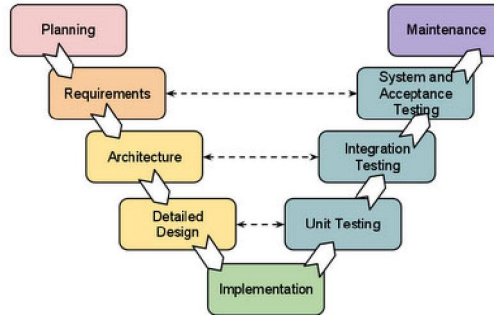 Planning
Maintenance
Requirements
System and
Acceptance
Testing
Architecture
Integration
Testing
Detailed
Design
Unit Testing
Implementation